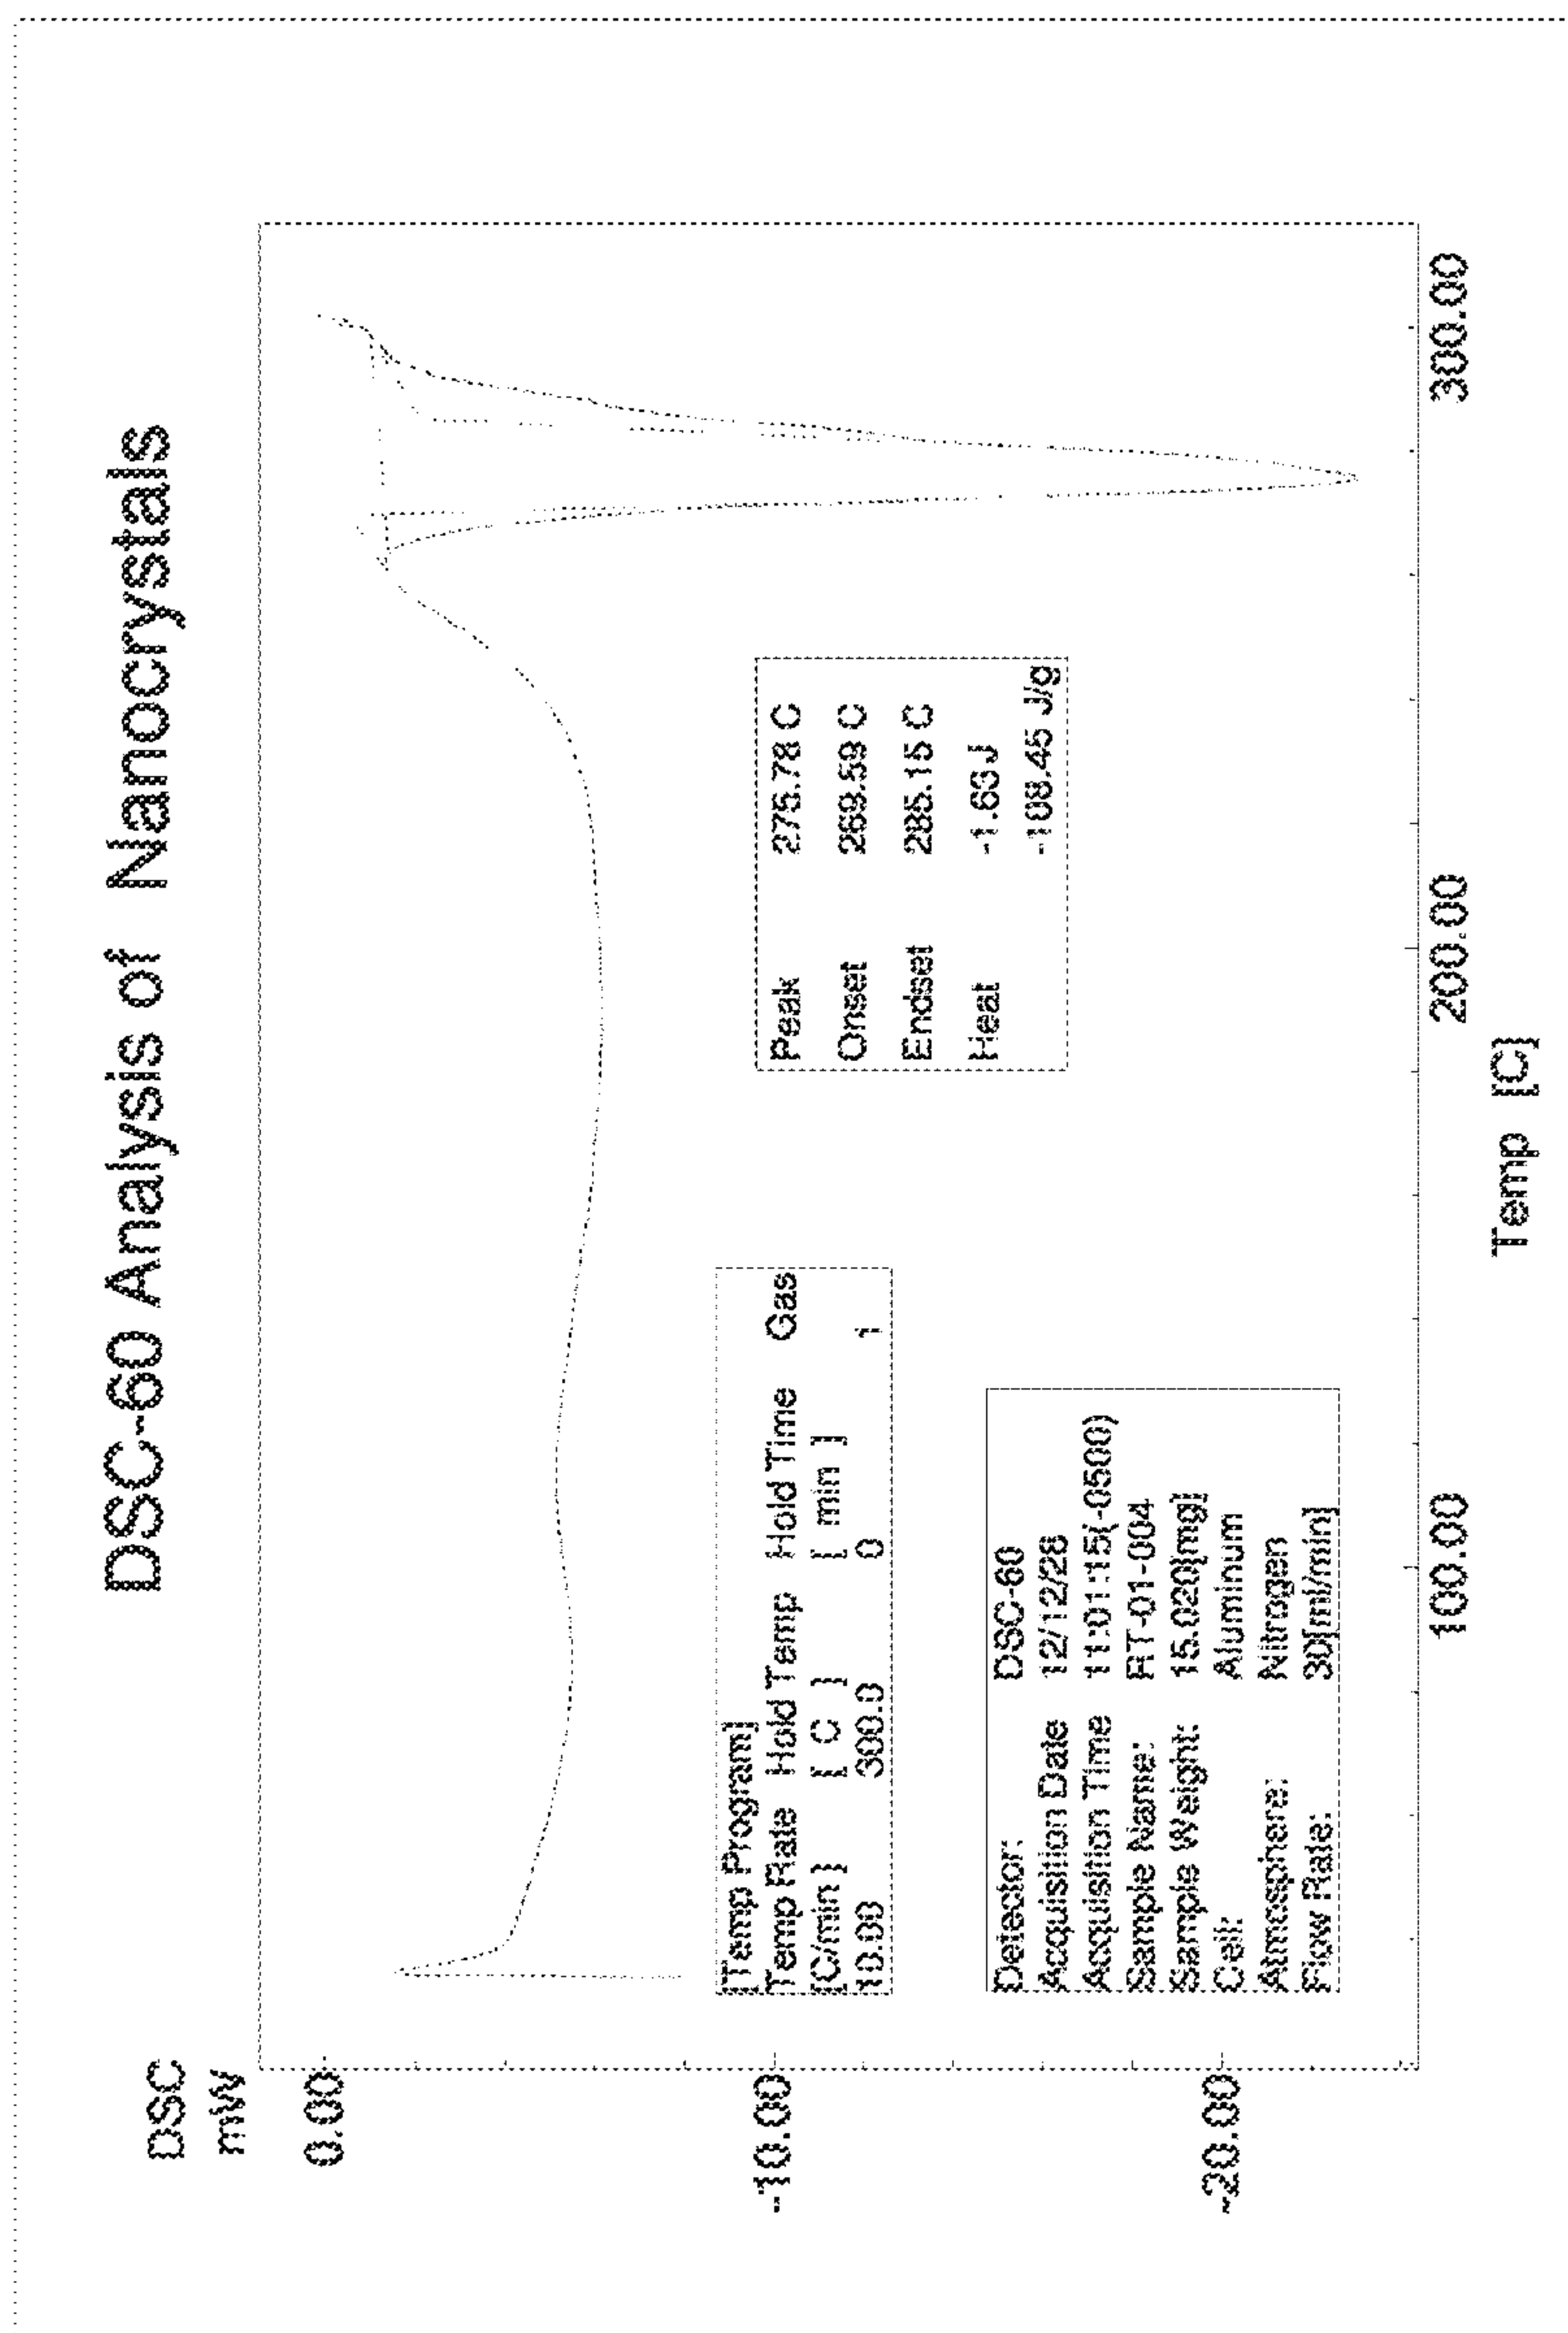 DSC-60 Analysis of Nanocrystals
DSC
mW
0.00
-10.00
-20.00
Peak 275.78 C
Onset 269.59 C
Endset 285.15 C
Heat -1.63 J
-108.45 J/g
[Temp Program]
Temp Rate Hold Temp Hold Time Gas
[C/min] [ C ] [ min ]
10.00 300.0 0 1
Detector: DSC-60
Acquisition Date 12/12/28
Acquisition Time 11:01:15(-0500)
Sample Name: RT-01-004
Sample Weight: 15.020[mg]
Cell: Aluminum
Atmosphere: Nitrogen
Flow Rate: 30[ml/min]
100.00 200.00 300.00
Temp [C]